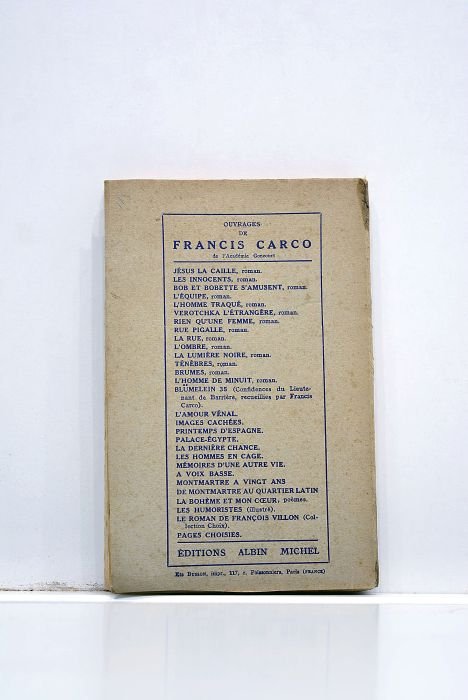 OUVRAGES
DE
FRANCIS CARCO
de l'Académie Goncourt
JÉSUS LA CAILLE, roman.
LES INNOCENTS, roman.
BOB ET BOBETTE S'AMUSENT, roman.
L'ÉQUIPE, roman.
L'HOMME TRAQUÉ, roman.
VEROTCHKA L'ÉTRANGÈRE, roman.
RIEN QU'UNE FEMME, roman.
RUE PIGALLE, roman.
LA RUE, roman.
L'OMBRE, roman.
LA LUMIÈRE NOIRE, roman.
TÉNÈBRES, roman.
BRUMES, roman.
L'HOMME DE MINUIT, roman.
BLÜMELEIN 35 (Confidences du Lieute-
nant de Barrière, recueillies par Francis
Carco).
L'AMOUR VÉNAL.
IMAGES CACHÉES.
PRINTEMPS D'ESPAGNE.
PALACE-ÉGYPTE.
LA DERNIÈRE CHANCE.
LES HOMMES EN CAGE.
MÉMOIRES D'UNE AUTRE VIE.
A VOIX BASSE.
MONTMARTRE A VINGT ANS
DE MONTMARTRE AU QUARTIER LATIN
LA BOHÈME ET MON CŒUR, poèmes.
LES HUMORISTES (illustré).
LE ROMAN DE FRANÇOIS VILLON (Col-
lection Choix).
PAGES CHOISIES.
ÉDITIONS ALBIN MICHEL
117, r. Poissonniers, Paris (FRANCE)